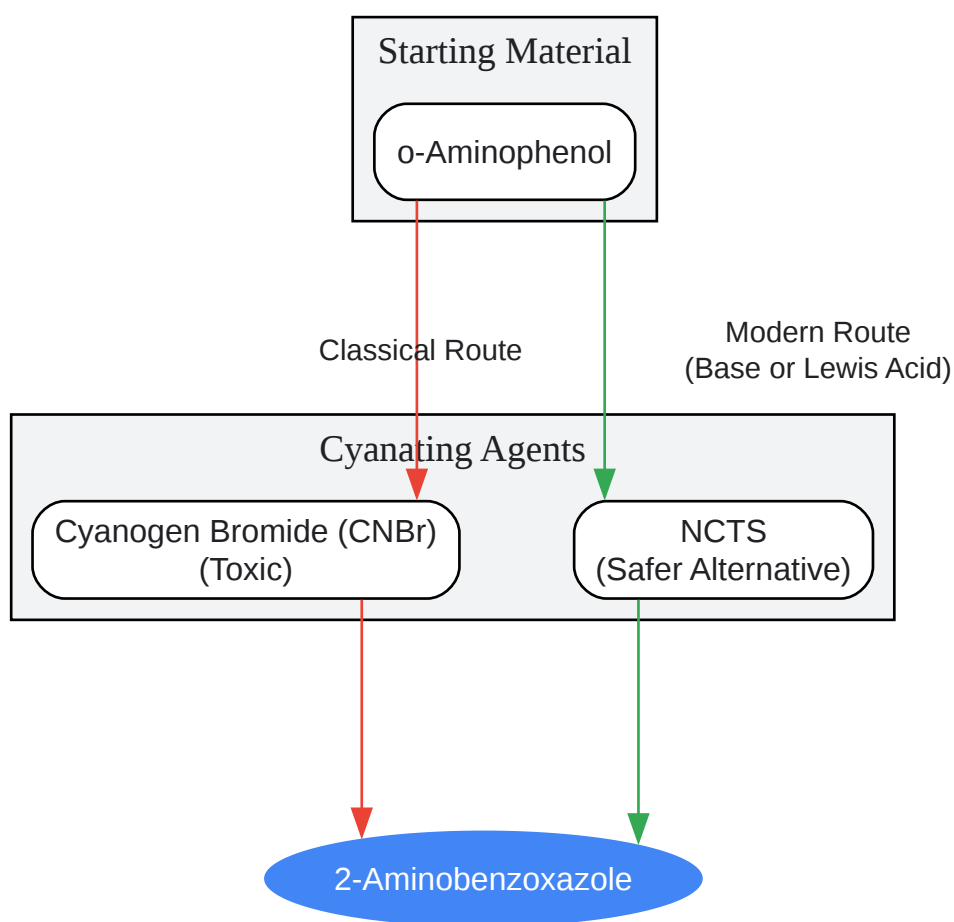 Starting Material
o-Aminophenol
Classical Route
Modern Route
(Base or Lewis Acid)
Cyanating Agents
Cyanogen Bromide (CNBr)
(Toxic)
NCTS
(Safer Alternative)
2-Aminobenzoxazole